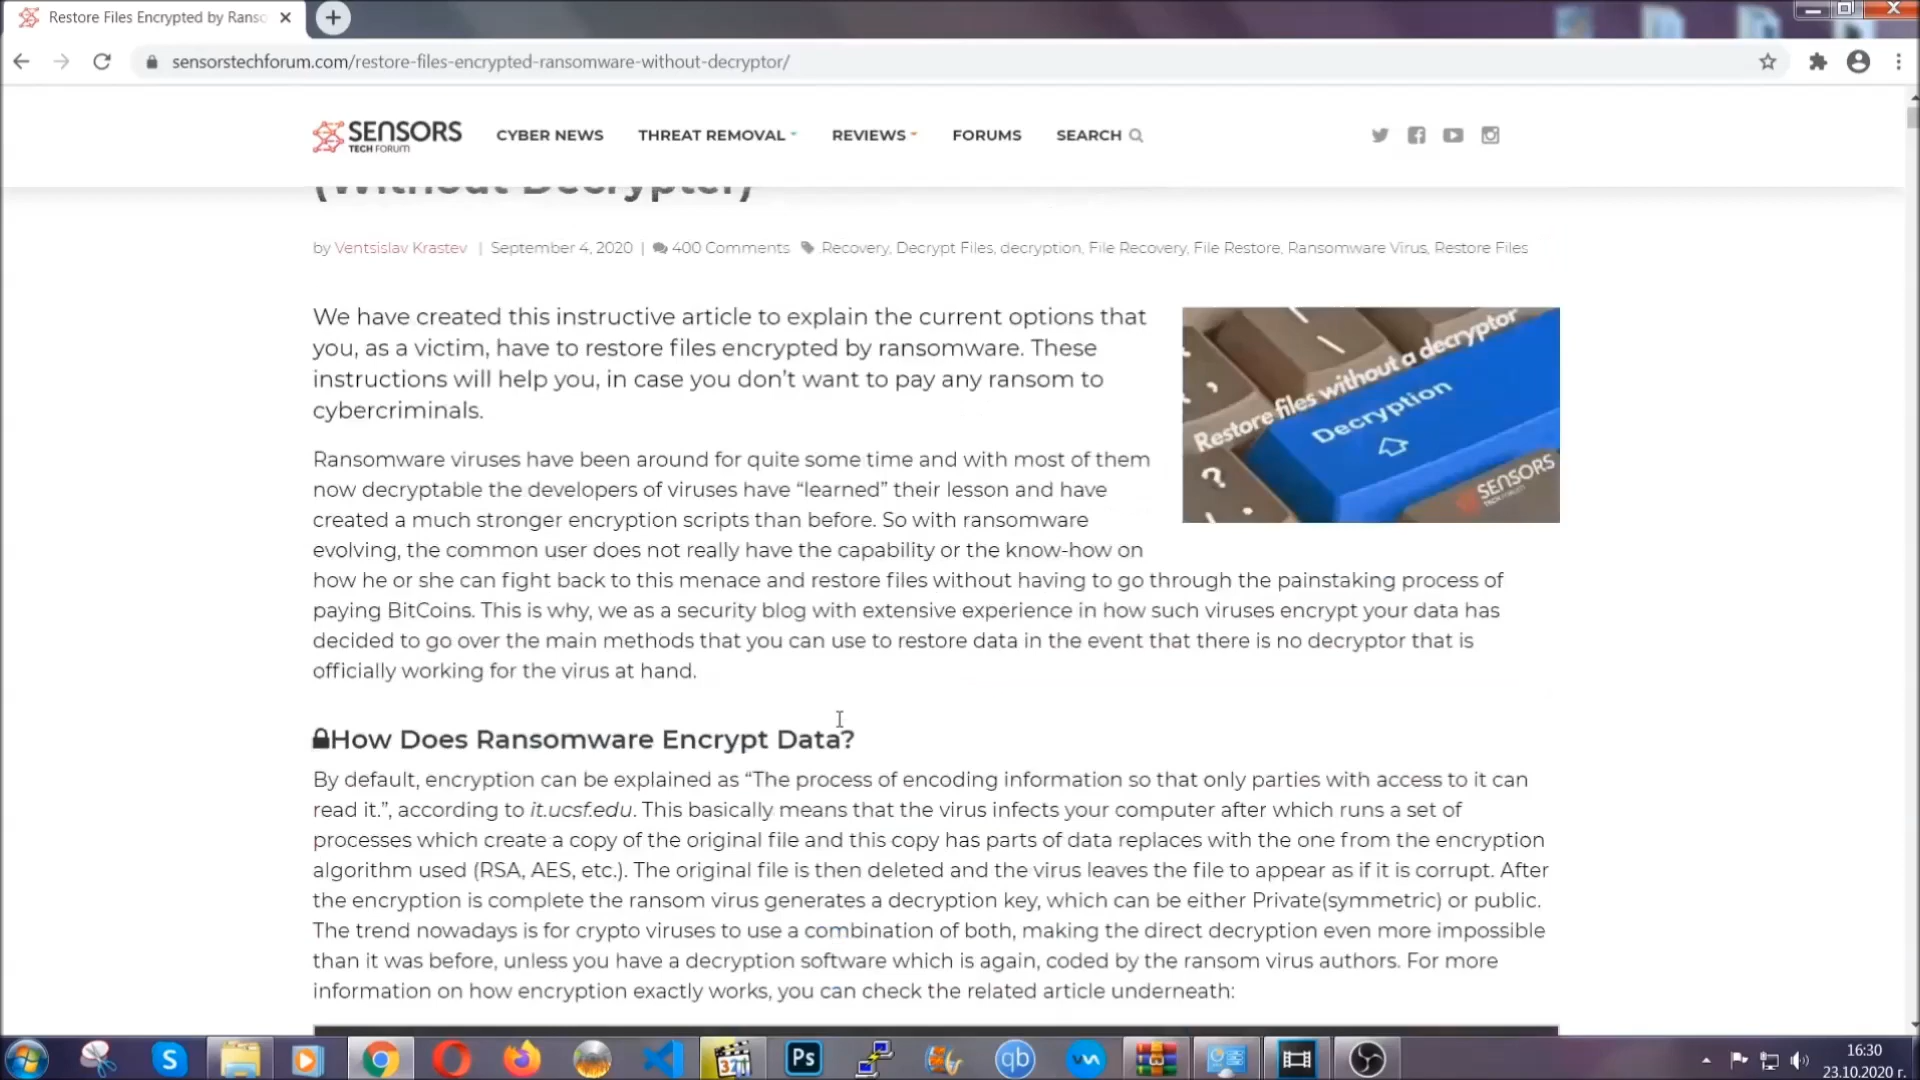 Restore Files Encrypted by Ranso
sensorstechforum.com/restore-files-encrypted-ransomware-without-decryptor/
SENSORS
TECH FORUM
CYBER NEWS THREAT REMOVAL REVIEWS FORUMS SEARCH
(Without Decrypter)
by Ventsislav Krastev | September 4, 2020 | 400 Comments Recovery, Decrypt Files, decryption, File Recovery, File Restore, Ransomware Virus, Restore Files
We have created this instructive article to explain the current options that
you, as a victim, have to restore files encrypted by ransomware. These
instructions will help you, in case you don’t want to pay any ransom to
cybercriminals.
Restore files without a decryptor
Decryption
SENSORS
Ransomware viruses have been around for quite some time and with most of them
now decryptable the developers of viruses have “learned” their lesson and have
created a much stronger encryption scripts than before. So with ransomware
evolving, the common user does not really have the capability or the know-how on
how he or she can fight back to this menace and restore files without having to go through the painstaking process of
paying BitCoins. This is why, we as a security blog with extensive experience in how such viruses encrypt your data has
decided to go over the main methods that you can use to restore data in the event that there is no decryptor that is
officially working for the virus at hand.
How Does Ransomware Encrypt Data?
By default, encryption can be explained as “The process of encoding information so that only parties with access to it can
read it.”, according to it.ucsf.edu. This basically means that the virus infects your computer after which runs a set of
processes which create a copy of the original file and this copy has parts of data replaces with the one from the encryption
algorithm used (RSA, AES, etc.). The original file is then deleted and the virus leaves the file to appear as if it is corrupt. After
the encryption is complete the ransom virus generates a decryption key, which can be either Private(symmetric) or public.
The trend nowadays is for crypto viruses to use a combination of both, making the direct decryption even more impossible
than it was before, unless you have a decryption software which is again, coded by the ransom virus authors. For more
information on how encryption exactly works, you can check the related article underneath:
S
321
Ps
qb
16:30
23.10.2020 г.